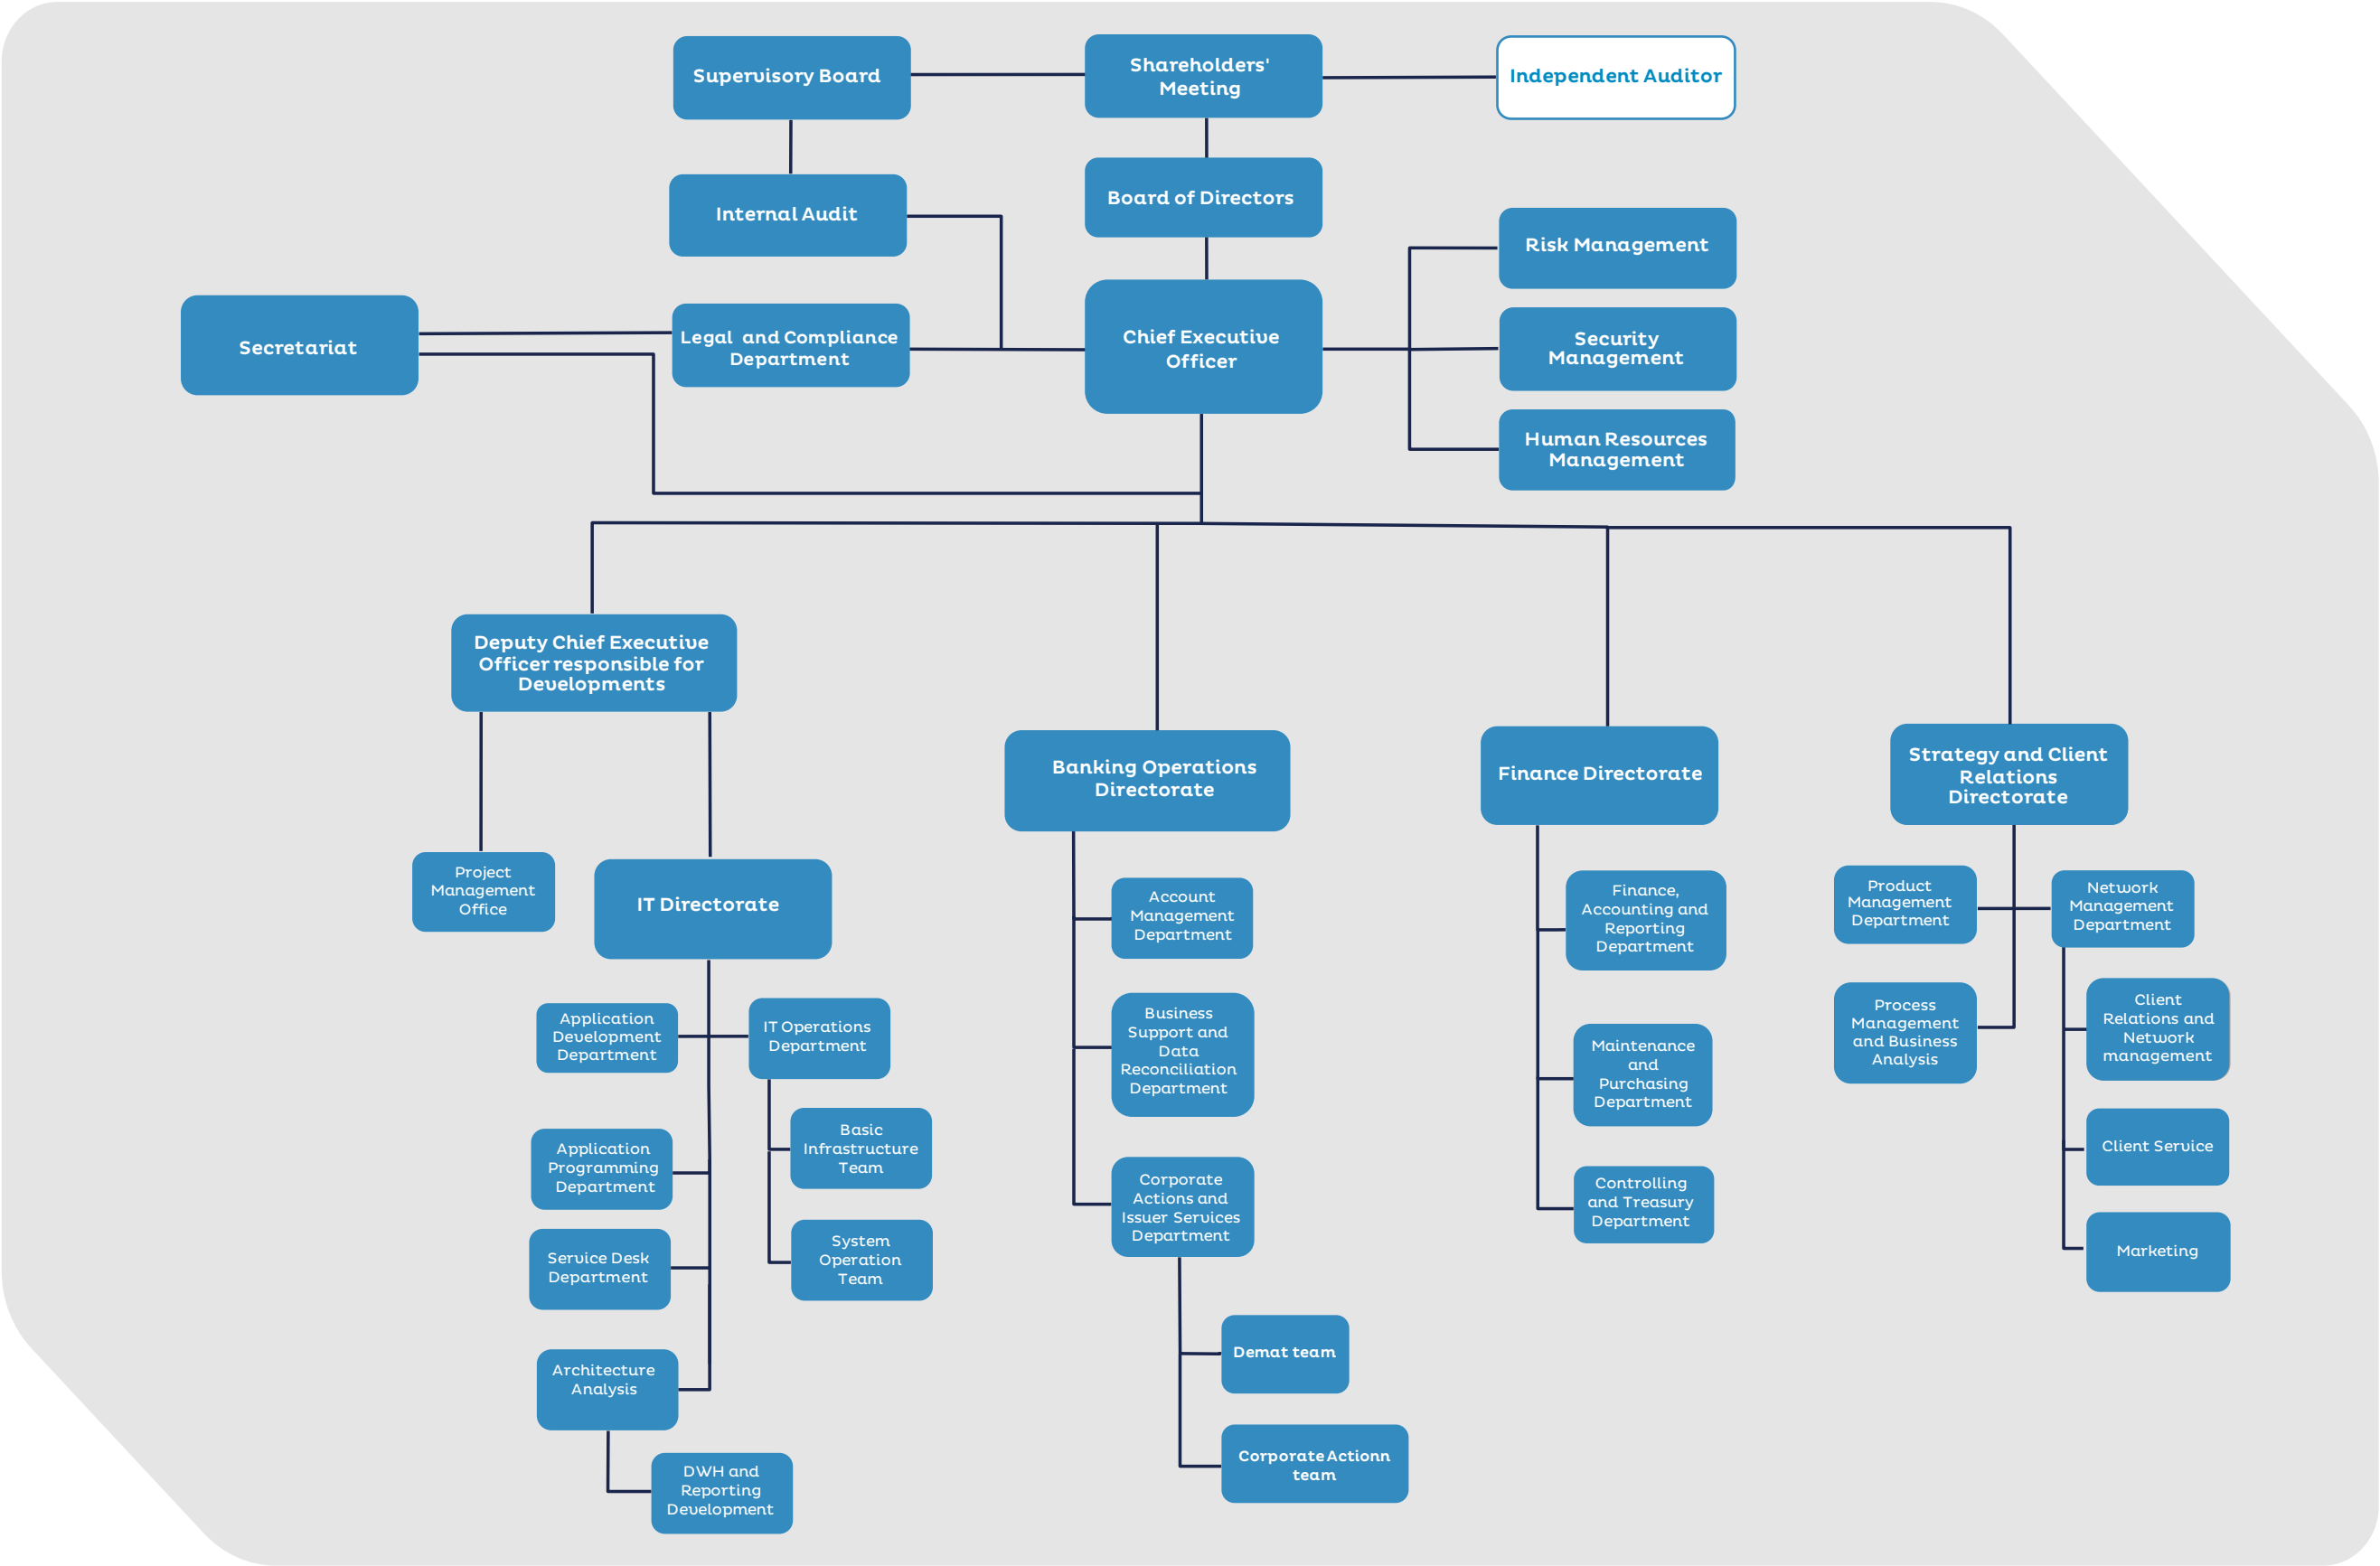 Supervisory Board
Shareholders'
Meeting
Independent Auditor
Internal Audit
Board of Directors
Risk Management
Secretariat
Legal and Compliance
Department
Chief Executive
Officer
Security
Management
Human Resources
Management
Deputy Chief Executive
Officer responsible for
Developments
Banking Operations
Directorate
Finance Directorate
Strategy and Client
Relations
Directorate
Project
Management
Office
IT Directorate
Application
Development
Department
IT Operations
Department
Basic
Infrastructure
Team
Application
Programming
Department
System
Operation
Team
Service Desk
Department
Architecture
Analysis
DWH and
Reporting
Development
Account
Management
Department
Business
Support and
Data
Reconciliation
Department
Corporate
Actions and
Issuer Services
Department
Demat team
Corporate Actionn
team
Finance,
Accounting and
Reporting
Department
Maintenance
and
Purchasing
Department
Controlling
and Treasury
Department
Product
Management
Department
Network
Management
Department
Process
Management
and Business
Analysis
Client
Relations and
Network
management
Client Service
Marketing